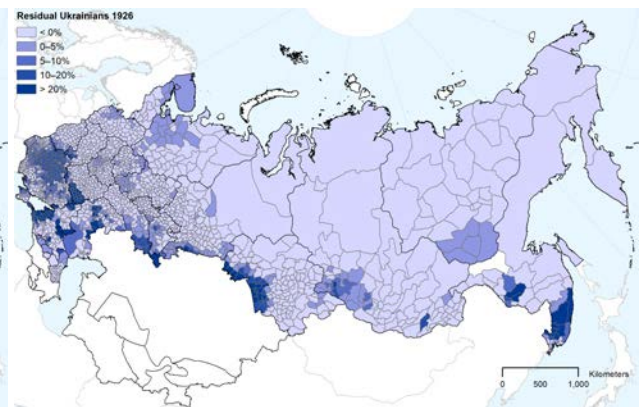 Residual Ukrainians 1926
< 0%
0–5%
5–10%
10–20%
> 20%
Kilometers
0 500 1,000